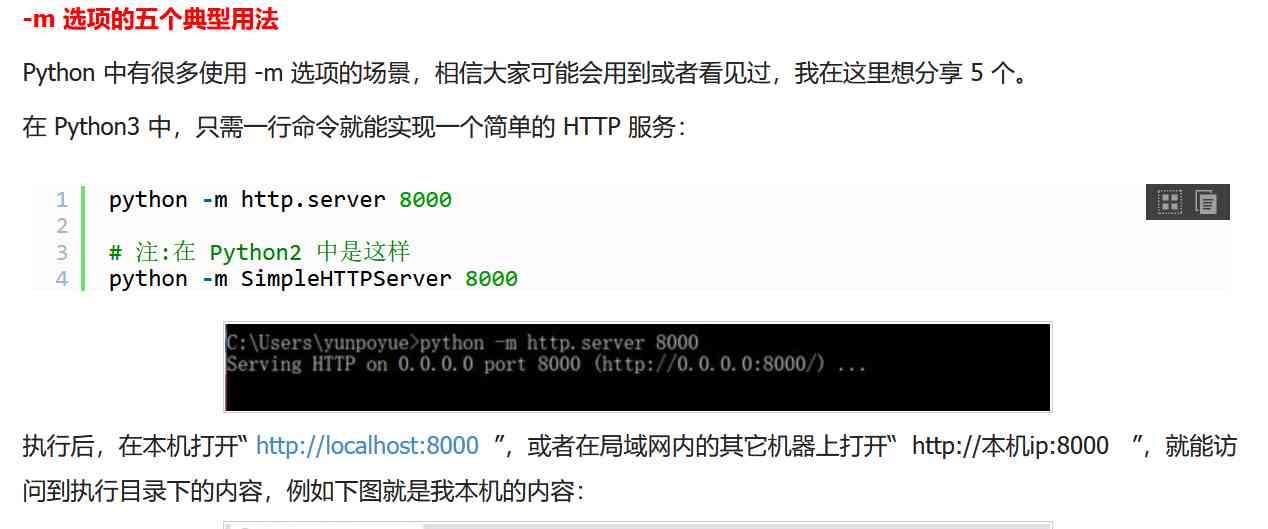 -m 选项的五个典型用法
Python 中有很多使用 -m 选项的场景，相信大家可能会用到或者看见过，我在这里想分享 5 个。
在 Python3 中，只需一行命令就能实现一个简单的 HTTP 服务：
1 python -m http.server 8000
2
3 # 注:在 Python2 中是这样
4 python -m SimpleHTTPServer 8000
C:\Users\yunpoyue>python -m http.server 8000
Serving HTTP on 0.0.0.0 port 8000 (http://0.0.0.0:8000/) ...
执行后，在本机打开“ http://localhost:8000 ”，或者在局域网内的其它机器上打开“ http://本机ip:8000 ”，就能访
问到执行目录下的内容，例如下图就是我本机的内容：